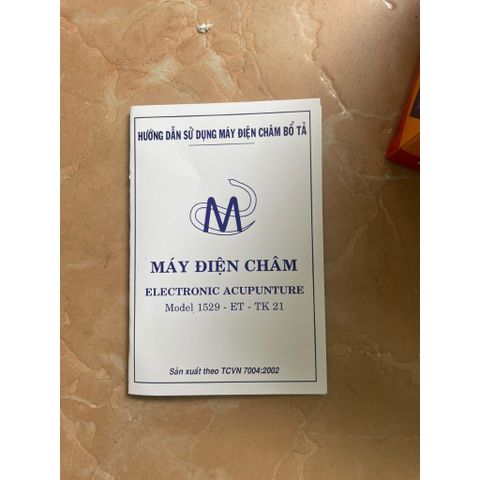 HƯỚNG DẪN SỬ DỤNG MÁY ĐIỆN CHÂM BỔ TẢ
M
MÁY ĐIỆN CHÂM
ELECTRONIC ACUPUNTURE
Model 1529 - ET - TK 21
Sản xuất theo TCVN 7004:2002